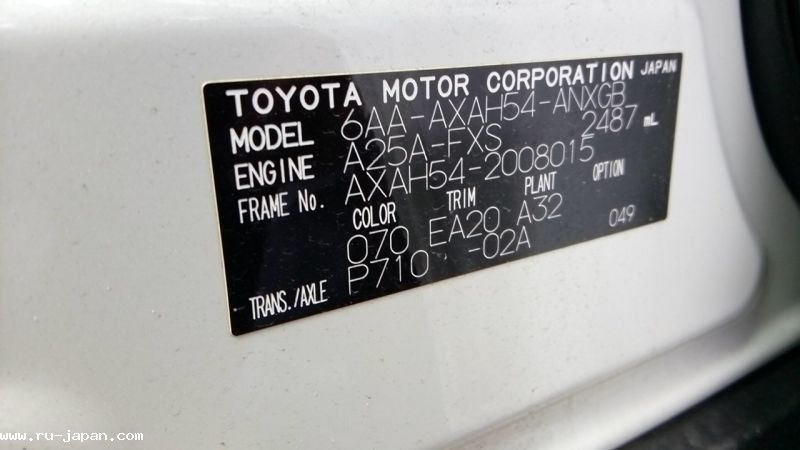 TOYOTA MOTOR CORPORATION JAPAN
MODEL 6AA-AXAH54-ANXGB
ENGINE A25A-FXS 2487 mL
FRAME No. AXAH54-2008015
COLOR TRIM PLANT OPTION
070 EA20 A32 049
TRANS./AXLE P710 -02A
www.ru-japan.com